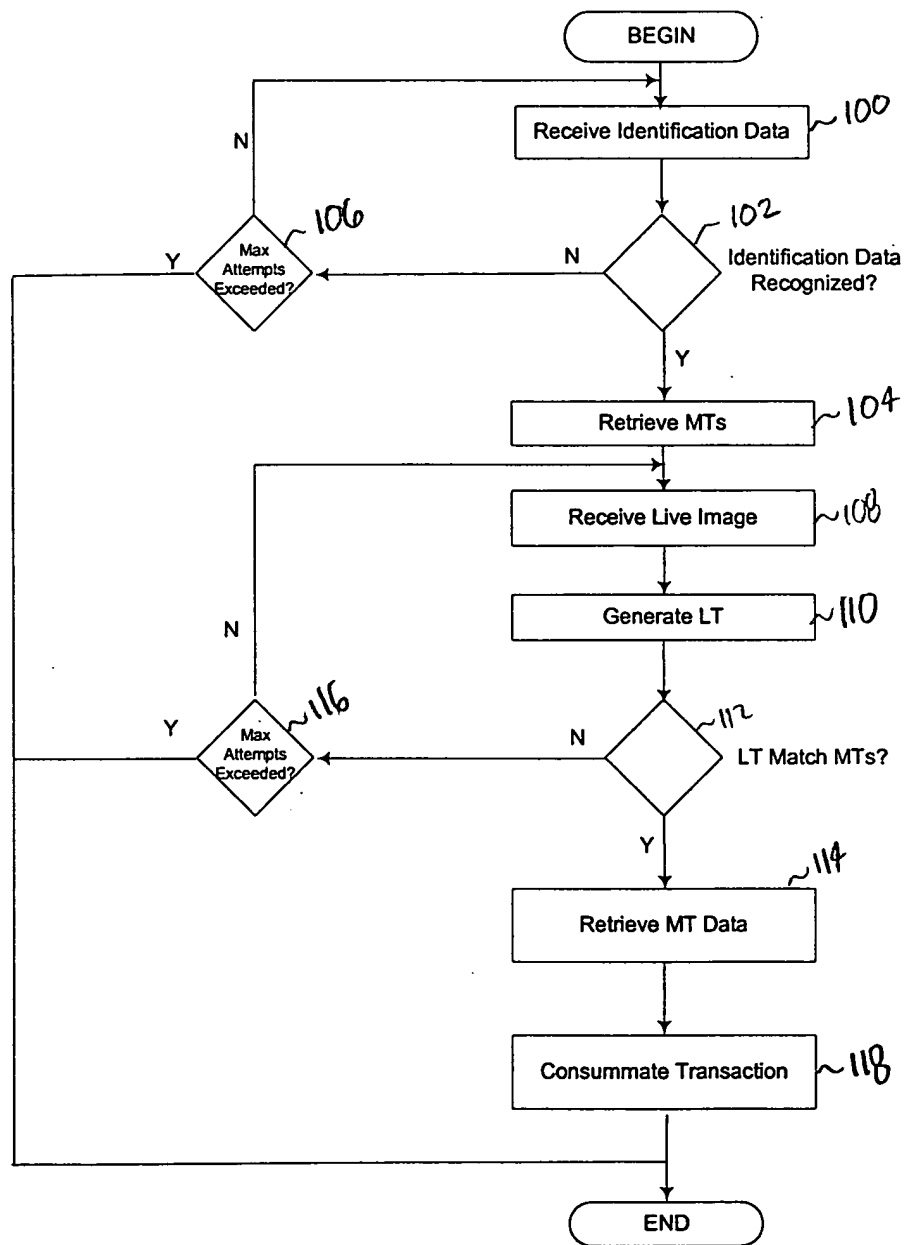 BEGIN
Receive Identification Data
100
N
106
Max
Attempts
Exceeded?
Y
N
102
Identification Data
Recognized?
Y
Retrieve MTs
104
Receive Live Image
108
Generate LT
110
N
116
Max
Attempts
Exceeded?
Y
N
112
LT Match MTs?
Y
114
Retrieve MT Data
Consummate Transaction
118
END